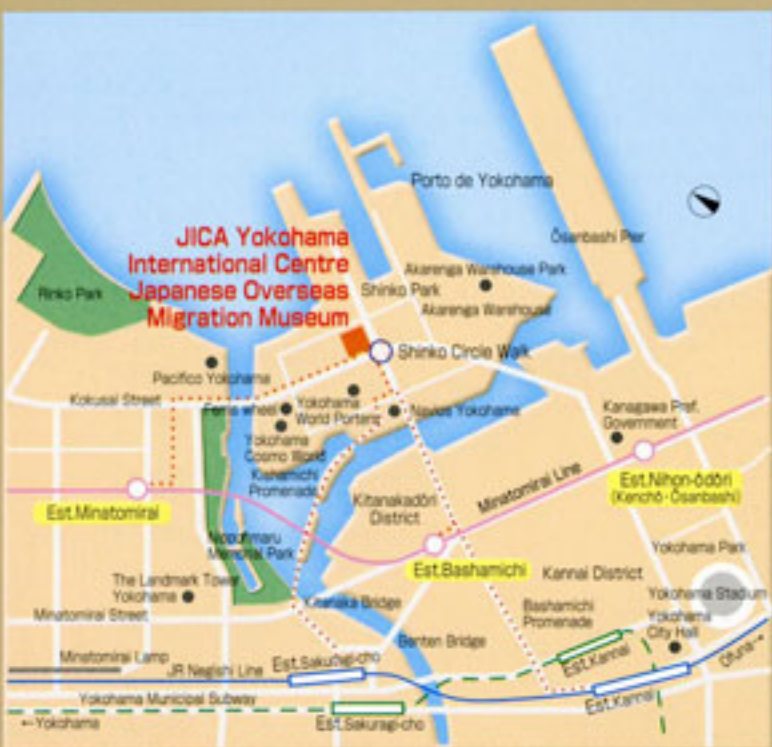 Porto de Yokohama
Ōsanbashi Pier
JICA Yokohama
International Centre
Japanese Overseas
Migration Museum
Akarenga Warehouse Park
Shinko Park
Akarenga Warehouse
Rinko Park
Shinko Circle Walk
Pacifico Yokohama
Kokusai Street
Ferris wheel
Yokohama
World Porters
Navios Yokohama
Kanagawa Pref.
Government
Yokohama
Cosmo World
Kishamichi
Promenade
Kitanakadōri
District
Minatomirai Line
Est.Nihon-ōdōri
(Kenchō-Ōsanbashi)
Est.Minatomirai
Nippon maru
Memorial Park
Est.Bashamichi
Kannai District
Yokohama Park
The Landmark Tower
Yokohama
Kitanaka Bridge
Bashamichi
Promenade
Yokohama Stadium
Yokohama
City Hall
Minatomirai Street
Benten Bridge
Minatomirai Lamp
JR Negishi Line
Est.Sakuragi-cho
Est.Kannai
Ofuna→
Yokohama Municipal Subway
Est.Kannai
←Yokohama
Est.Sakuragi-cho